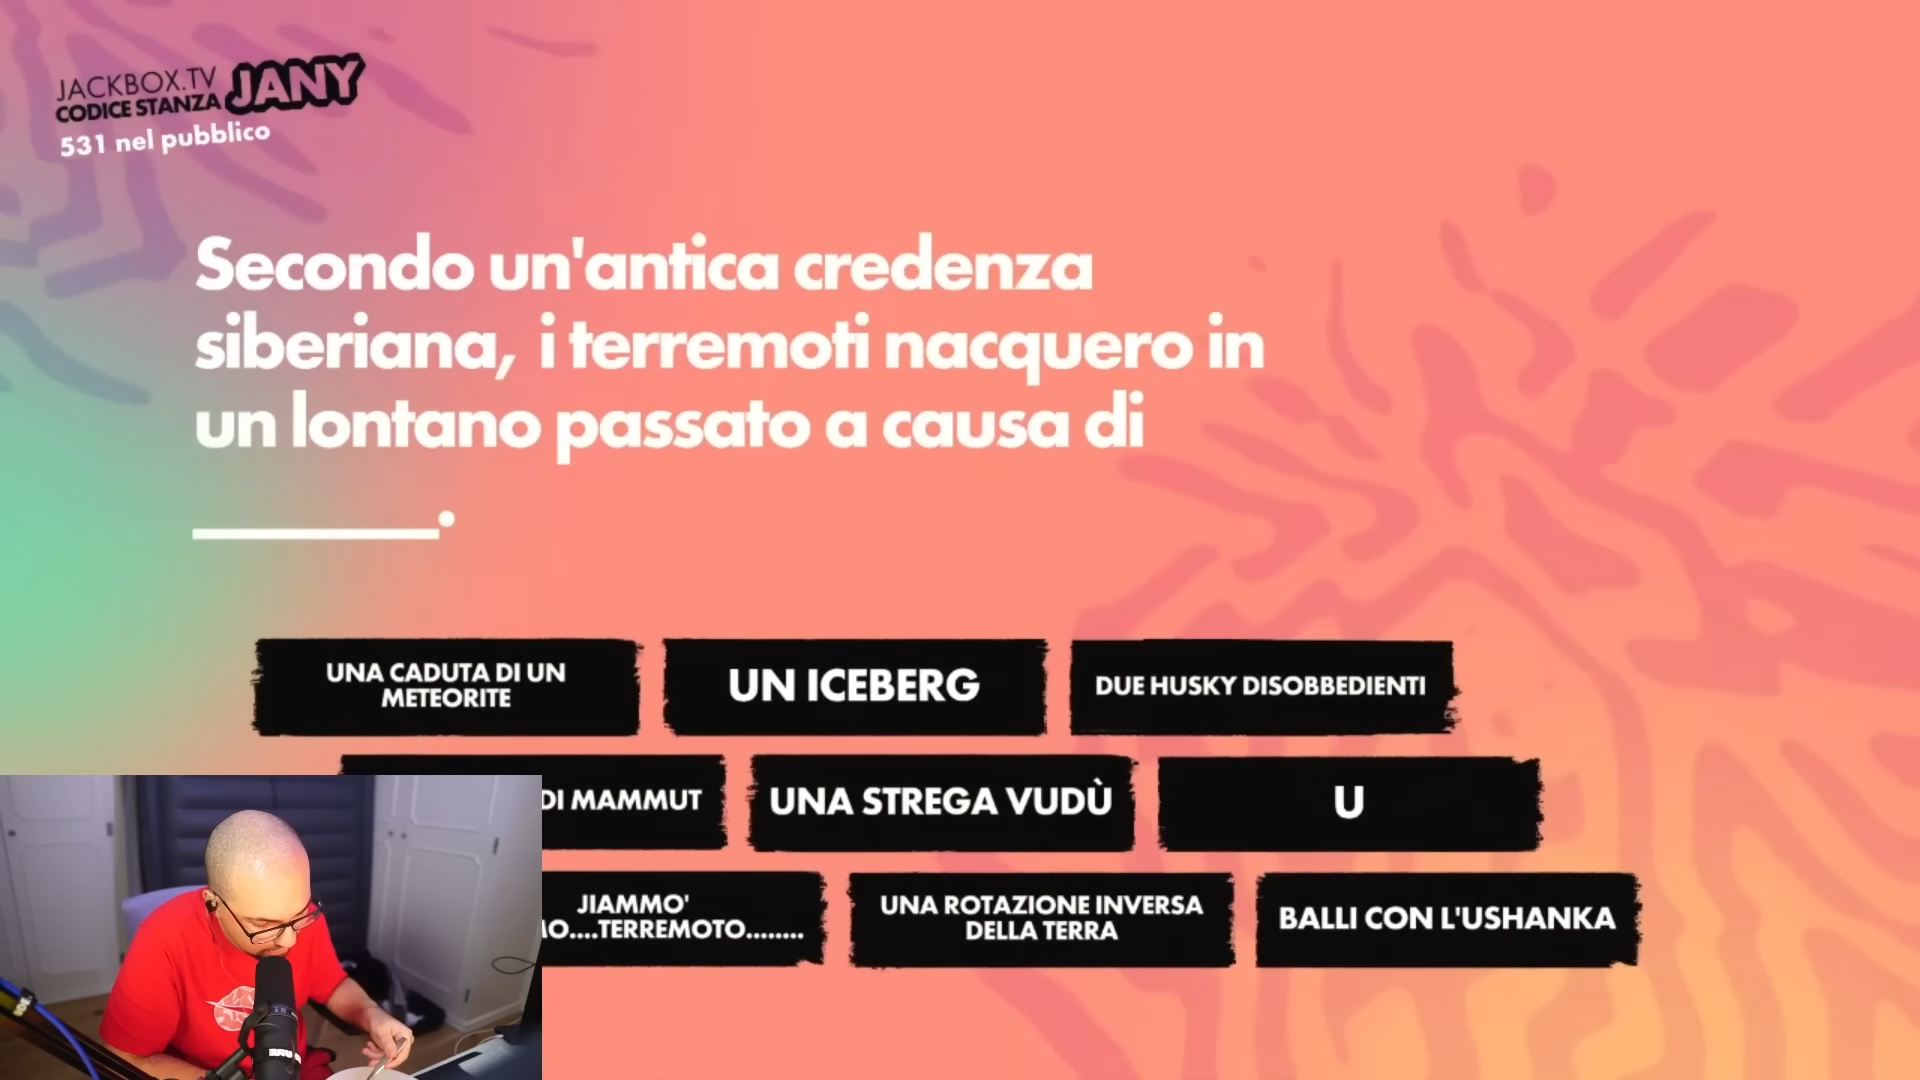 JACKBOX.TV
CODICE STANZA JANY
531 nel pubblico
Secondo un'antica credenza
siberiana, i terremoti nacquero in
un lontano passato a causa di
__________.
UNA CADUTA DI UN
METEORITE
UN ICEBERG
DUE HUSKY DISOBBEDIENTI
DI MAMMUT
UNA STREGA VUDÙ
U
JIAMMO'
....TERREMOTO........
UNA ROTAZIONE INVERSA
DELLA TERRA
BALLI CON L'USHANKA